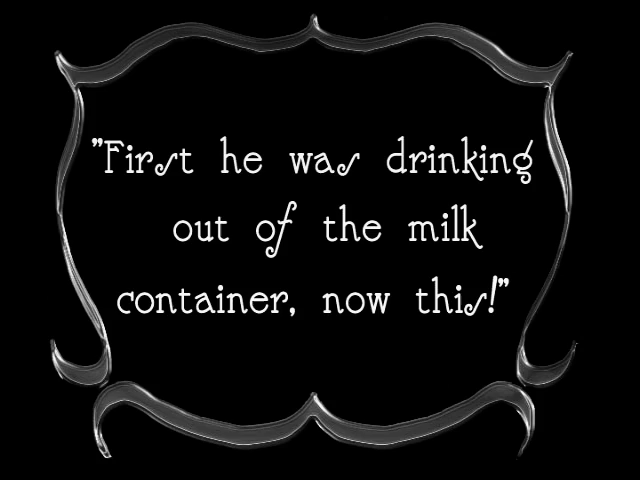 "First he was drinking
out of the milk
container, now this!"